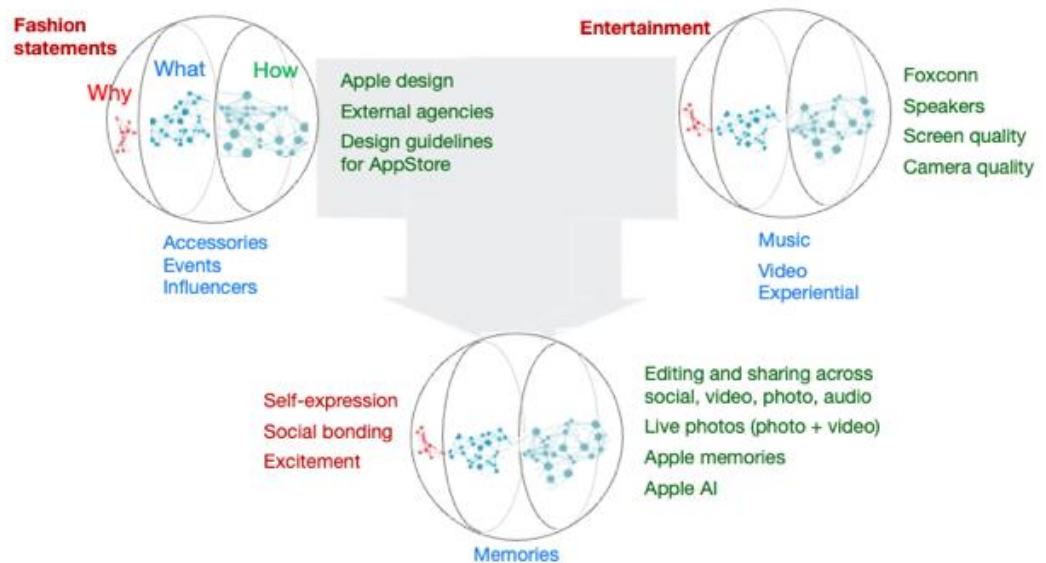 Fashion
statements
Why
What
How
Apple design
External agencies
Design guidelines
for AppStore
Accessories
Events
Influencers
Entertainment
Foxconn
Speakers
Screen quality
Camera quality
Music
Video
Experiential
Self-expression
Social bonding
Excitement
Editing and sharing across
social, video, photo, audio
Live photos (photo + video)
Apple memories
Apple AI
Memories